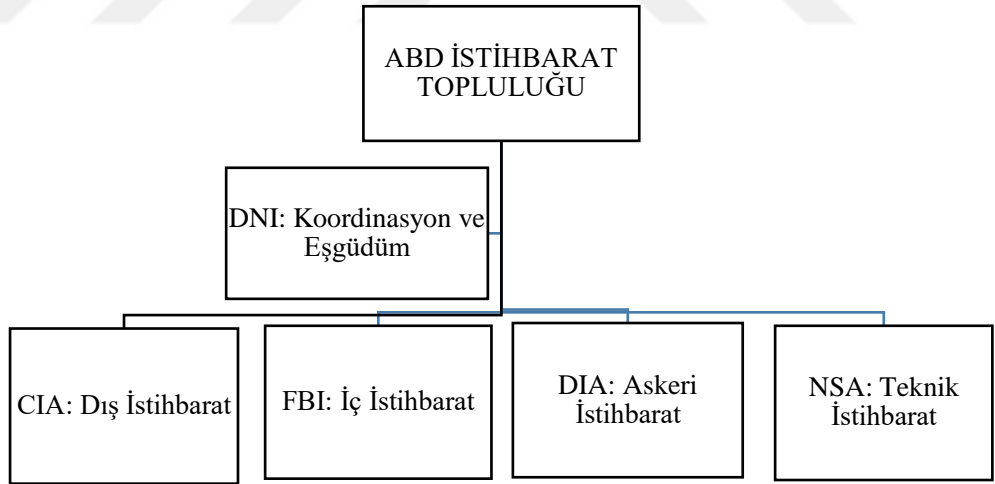 ABD İSTİHBARAT
TOPLULUĞU
DNI: Koordinasyon ve
Eşgüdüm
CIA: Dış İstihbarat
FBI: İç İstihbarat
DIA: Askeri
İstihbarat
NSA: Teknik
İstihbarat